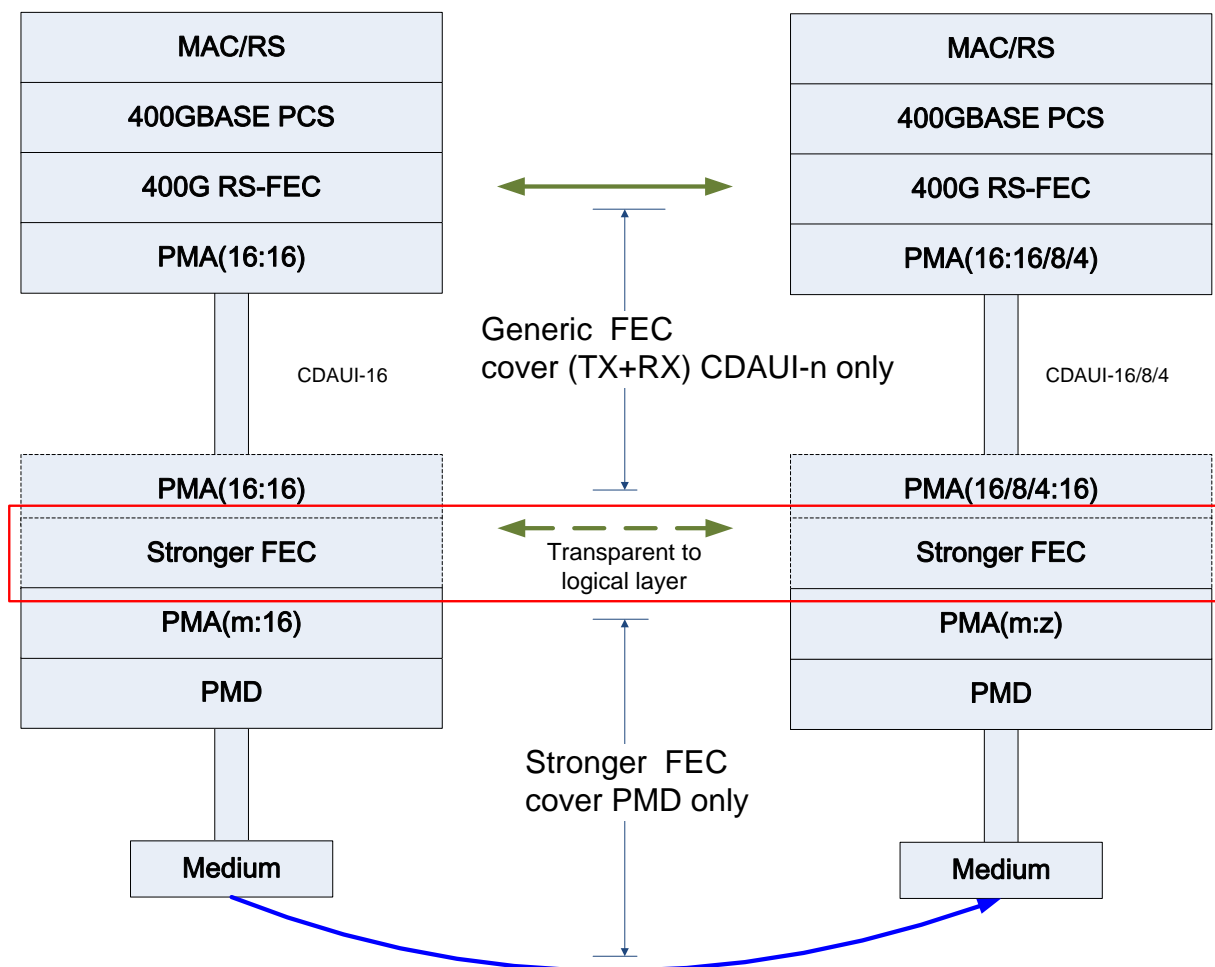 MAC/RS
400GBASE PCS
400G RS-FEC
PMA(16:16)
CDAUI-16
PMA(16:16)
Stronger FEC
PMA(m:16)
PMD
Medium
Generic FEC
cover (TX+RX) CDAUI-n only
Transparent to
logical layer
Stronger FEC
cover PMD only
MAC/RS
400GBASE PCS
400G RS-FEC
PMA(16:16/8/4)
CDAUI-16/8/4
PMA(16/8/4:16)
Stronger FEC
PMA(m:z)
PMD
Medium